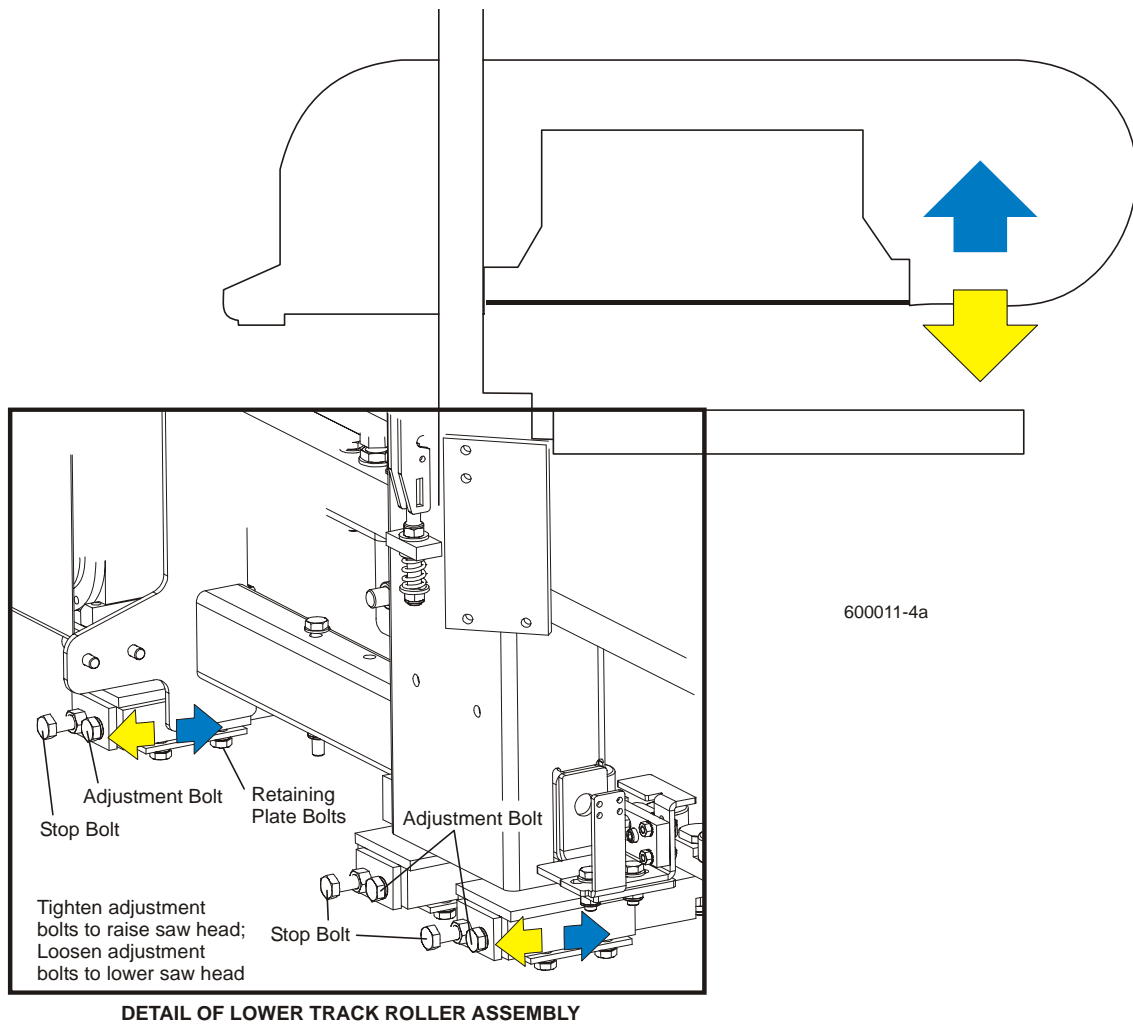 600011-4a
Adjustment Bolt
Stop Bolt
Retaining
Plate Bolts
Adjustment Bolt
Stop Bolt
Tighten adjustment
bolts to raise saw head;
Loosen adjustment
bolts to lower saw head
DETAIL OF LOWER TRACK ROLLER ASSEMBLY